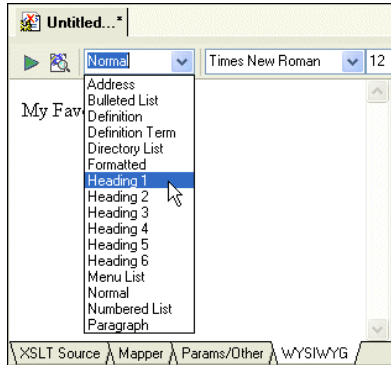 Untitled...*
Normal Times New Roman 12
Address
Bulleted List
My Fav
Definition
Definition Term
Directory List
Formatted
Heading 1
Heading 2
Heading 3
Heading 4
Heading 5
Heading 6
Menu List
Normal
Numbered List
Paragraph
XSLT Source Mapper Params/Other WYSIWYG